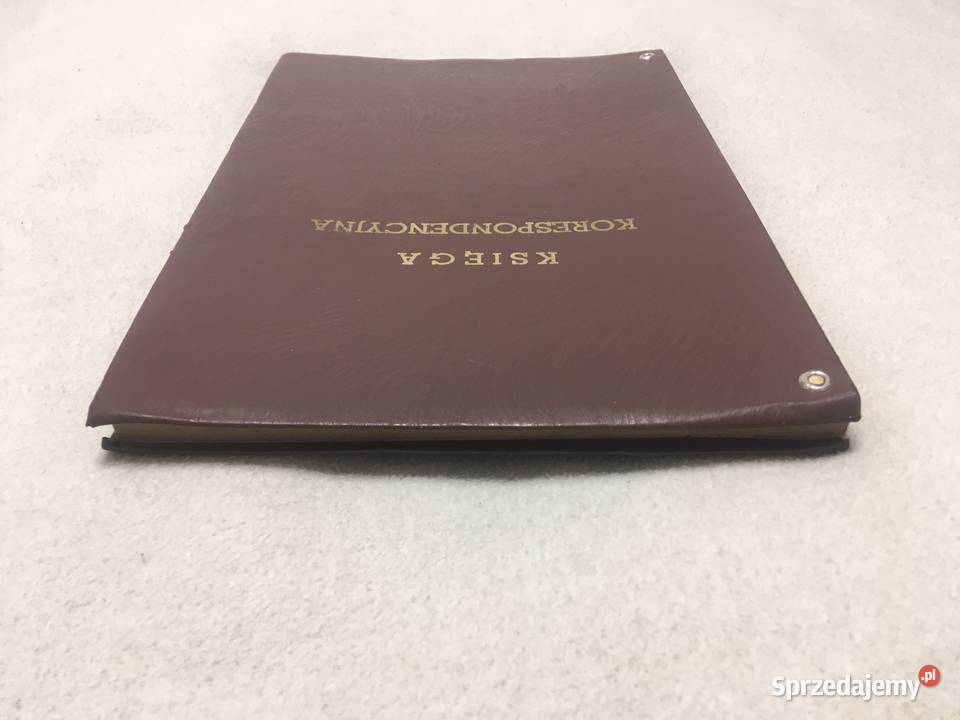 KSIĘGA
KORESPONDENCYJNA
Sprzedajemy.pl